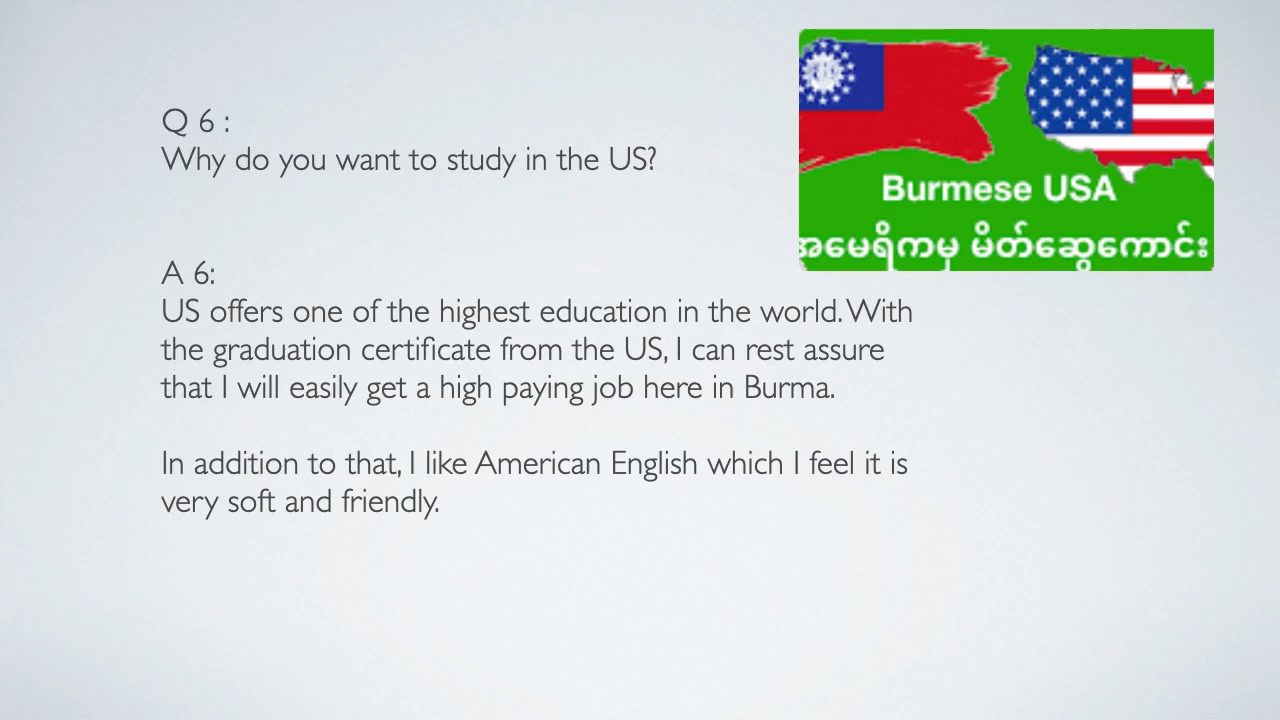 Q 6 :
Why do you want to study in the US?
Burmese USA
အမေရိကမှ မိတ်ဆွေကောင်း
A 6:
US offers one of the highest education in the world. With
the graduation certificate from the US, I can rest assure
that I will easily get a high paying job here in Burma.
In addition to that, I like American English which I feel it is
very soft and friendly.